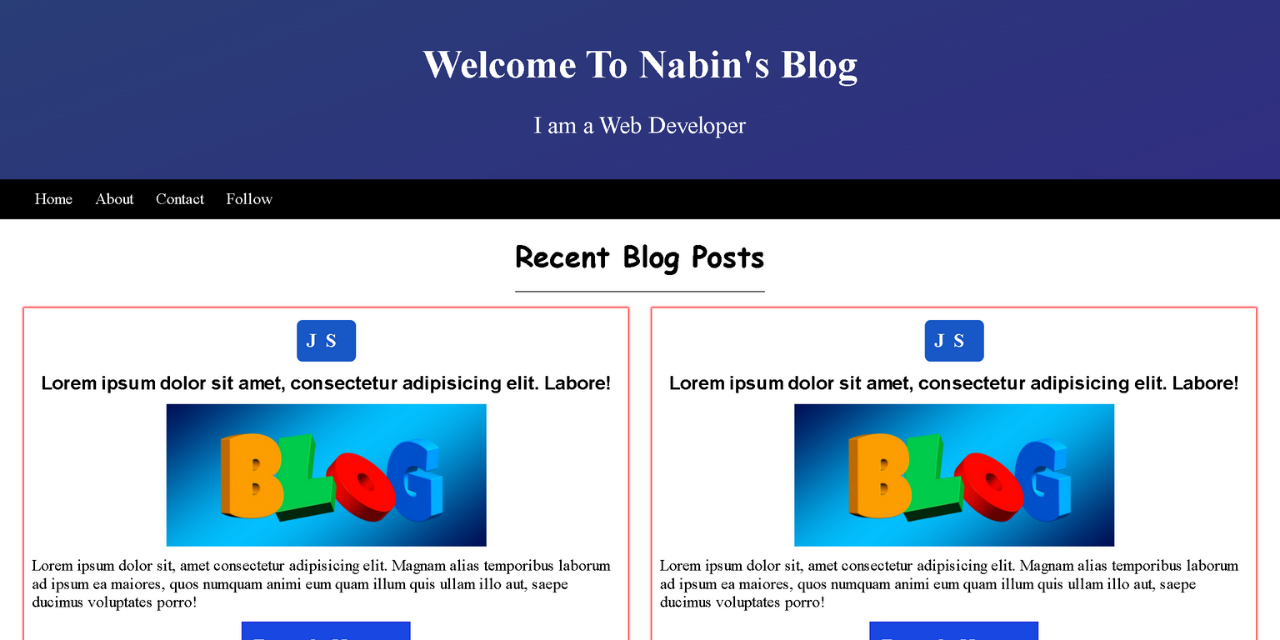 Welcome To Nabin's Blog
I am a Web Developer
Home About Contact Follow
Recent Blog Posts
J S
Lorem ipsum dolor sit amet, consectetur adipisicing elit. Labore!
BLOG
Lorem ipsum dolor sit, amet consectetur adipisicing elit. Magnam alias temporibus laborum
ad ipsum ea maiores, quos numquam animi eum quam illum quis ullam illo aut, saepe
ducimus voluptates porro!
J S
Lorem ipsum dolor sit amet, consectetur adipisicing elit. Labore!
BLOG
Lorem ipsum dolor sit, amet consectetur adipisicing elit. Magnam alias temporibus laborum
ad ipsum ea maiores, quos numquam animi eum quam illum quis ullam illo aut, saepe
ducimus voluptates porro!